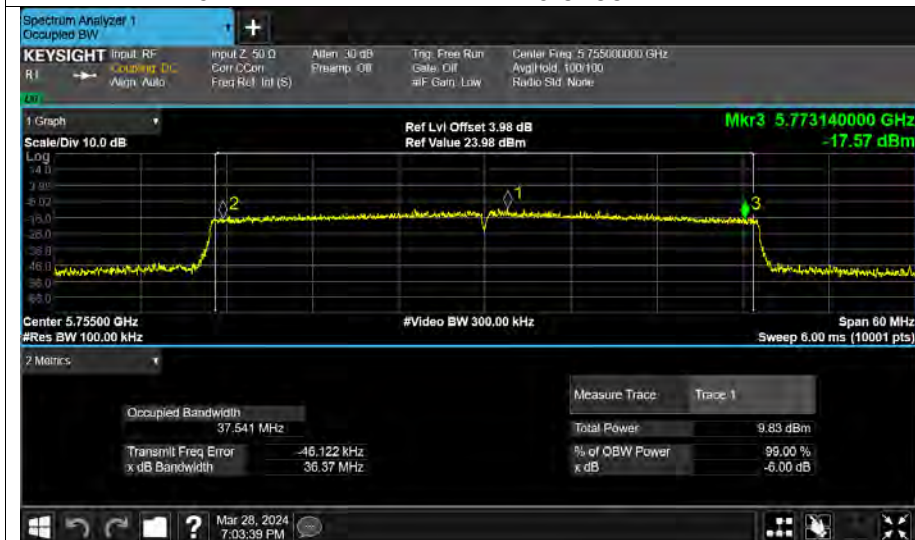 Spectrum Analyzer 1
Occupied BW
KEYSIGHT Input: RF
Coupling: DC
Align: Auto
Input Z: 50 Ω
Corr CCorr
Freq Ref: Int (S)
Atten: 30 dB
Preamp: Off
Trig: Free Run
Gate: Off
#IF Gain: Low
Center Freq: 5.755000000 GHz
Avg|Hold: 100/100
Radio Std: None
1 Graph
Scale/Div 10.0 dB
Ref Lvl Offset 3.98 dB
Ref Value 23.98 dBm
Mkr3 5.773140000 GHz
-17.57 dBm
Log
2
1
3
Center 5.75500 GHz
#Res BW 100.00 kHz
#Video BW 300.00 kHz
Span 60 MHz
Sweep 6.00 ms (10001 pts)
2 Metrics
Measure Trace Trace 1
Occupied Bandwidth
37.541 MHz
Total Power 9.83 dBm
Transmit Freq Error -46.122 kHz
% of OBW Power 99.00 %
x dB Bandwidth 36.37 MHz
x dB -6.00 dB
? Mar 28, 2024
7:03:39 PM